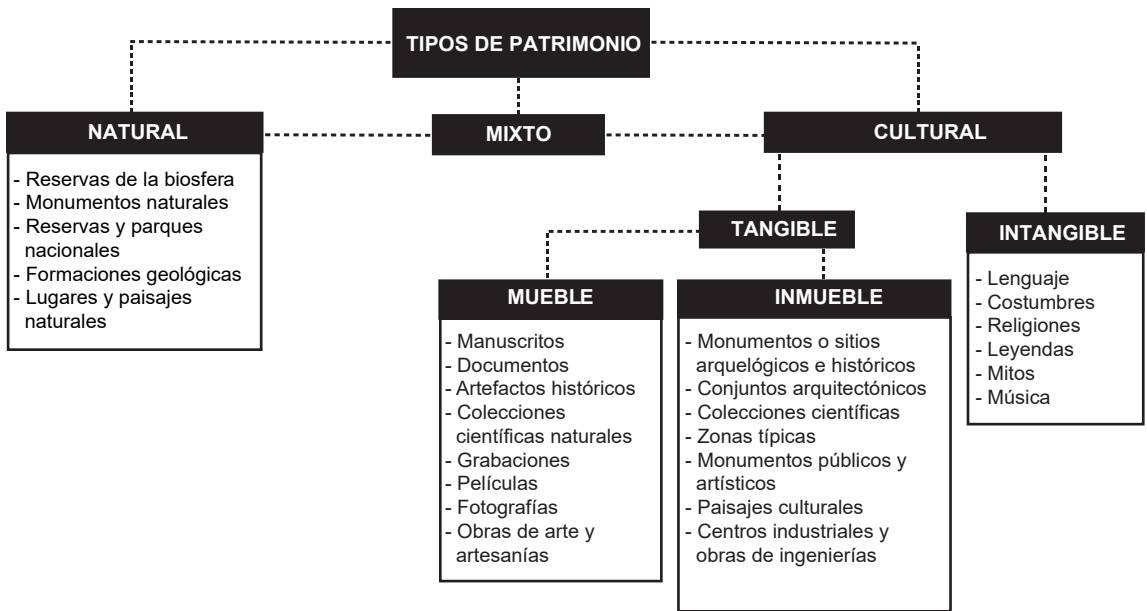 TIPOS DE PATRIMONIO
NATURAL
- Reservas de la biosfera
- Monumentos naturales
- Reservas y parques
nacionales
- Formaciones geológicas
- Lugares y paisajes
naturales
MIXTO
CULTURAL
TANGIBLE
MUEBLE
- Manuscritos
- Documentos
- Artefactos históricos
- Colecciones
científicas naturales
- Grabaciones
- Películas
- Fotografías
- Obras de arte y
artesanías
INMUEBLE
- Monumentos o sitios
arquelógicos e históricos
- Conjuntos arquitectónicos
- Colecciones científicas
- Zonas típicas
- Monumentos públicos y
artísticos
- Paisajes culturales
- Centros industriales y
obras de ingenierías
INTANGIBLE
- Lenguaje
- Costumbres
- Religiones
- Leyendas
- Mitos
- Música